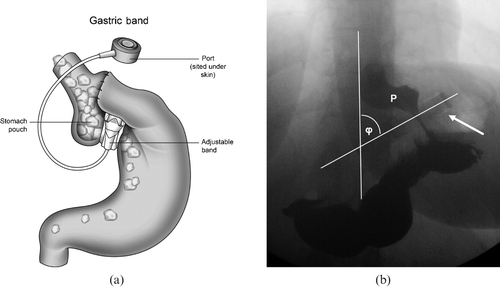 Gastric band
Port
(sited under
skin)
Stomach
pouch
Adjustable
band
P
φ
(a)
(b)